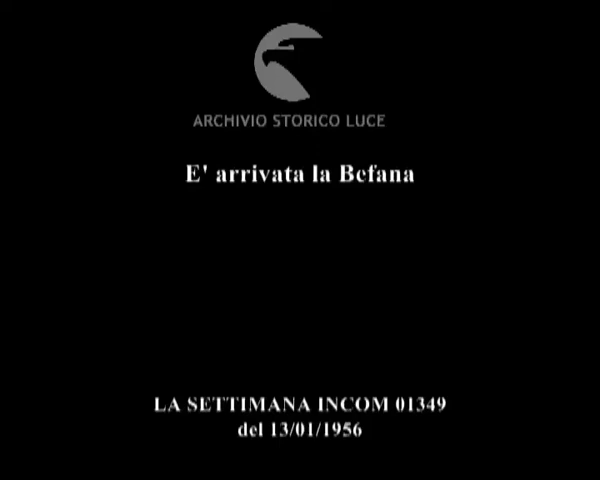 ARCHIVIO STORICO LUCE
E' arrivata la Befana
LA SETTIMANA INCOM 01349
del 13/01/1956